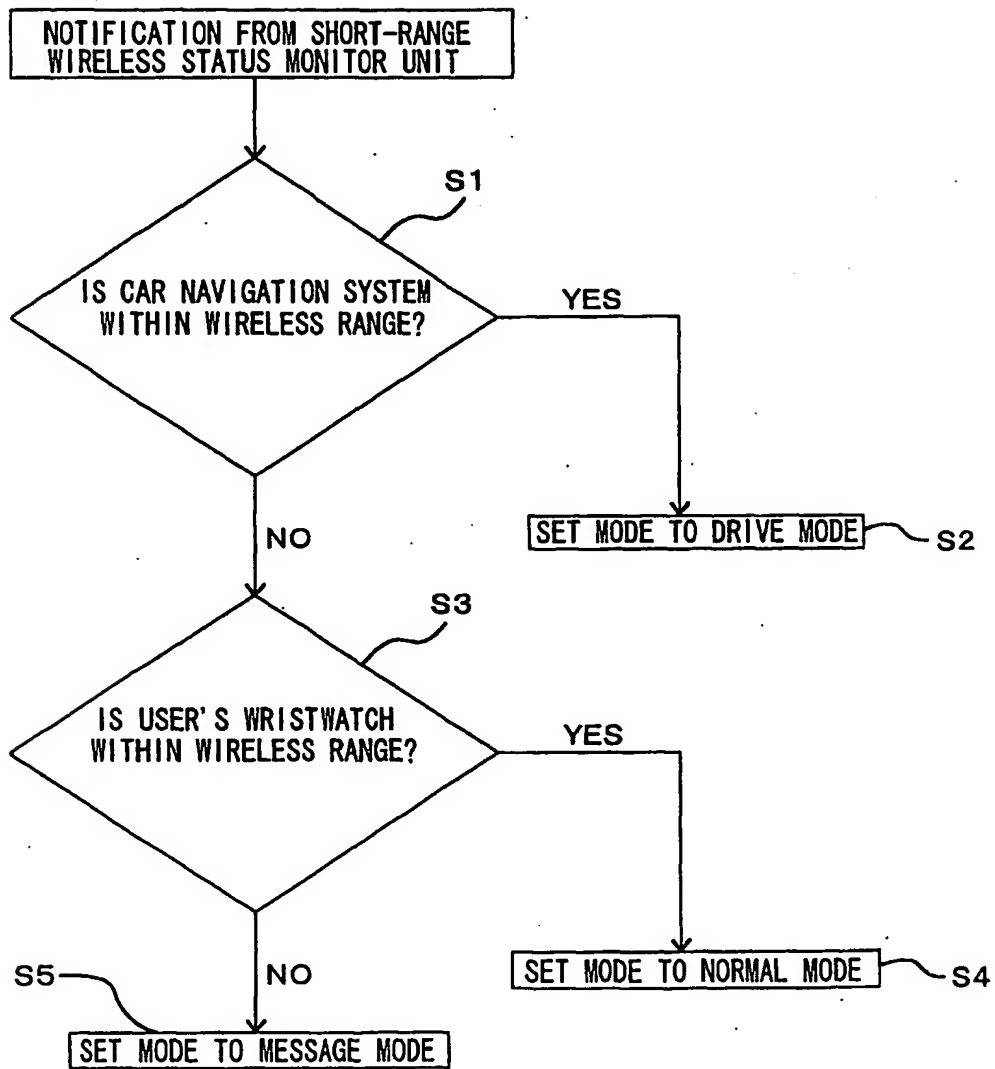 NOTIFICATION FROM SHORT-RANGE
WIRELESS STATUS MONITOR UNIT
S1
IS CAR NAVIGATION SYSTEM
WITHIN WIRELESS RANGE?
YES
SET MODE TO DRIVE MODE
S2
NO
S3
IS USER'S WRISTWATCH
WITHIN WIRELESS RANGE?
YES
SET MODE TO NORMAL MODE
S4
NO
S5
SET MODE TO MESSAGE MODE